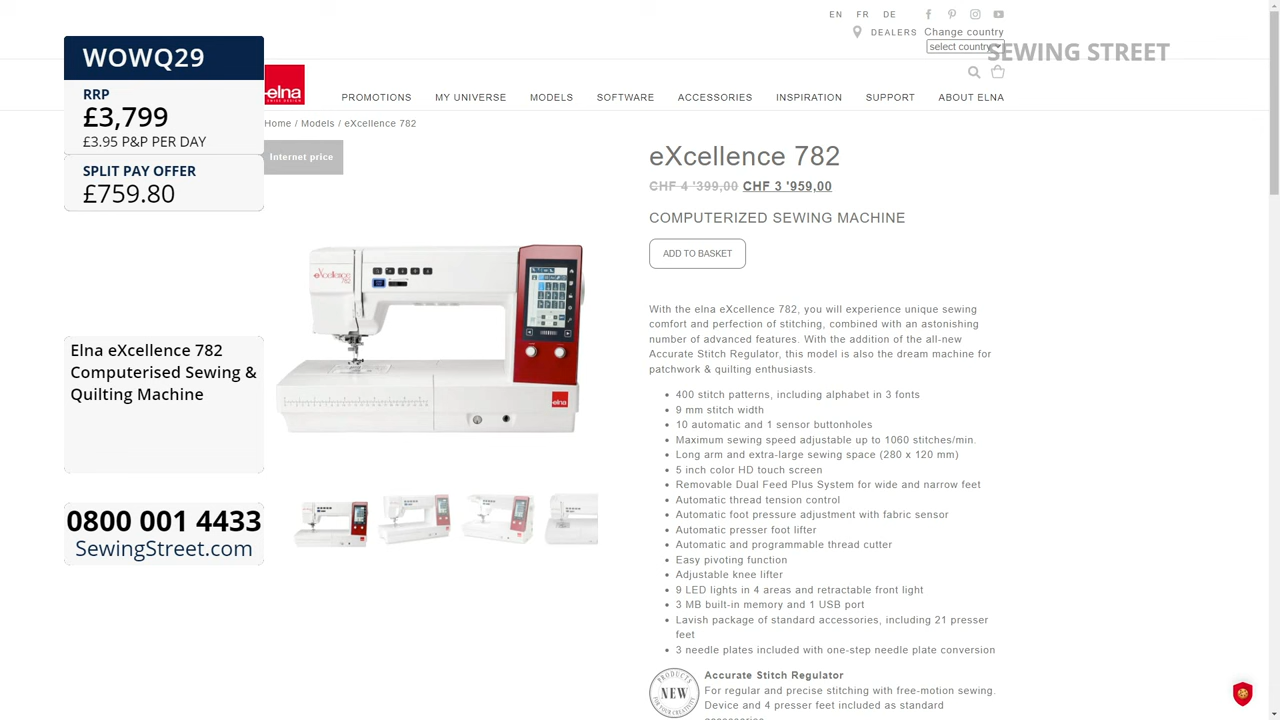 EN FR DE
DEALERS Change country
select country
SEWING STREET
WOWQ29
RRP
£3,799
£3.95 P&P PER DAY
SPLIT PAY OFFER
£759.80
elna
SWISS DESIGN
PROMOTIONS MY UNIVERSE MODELS SOFTWARE ACCESSORIES INSPIRATION SUPPORT ABOUT ELNA
Home / Models / eXcellence 782
Internet price
eXcellence 782
CHF 4 '399,00 CHF 3 '959,00
COMPUTERIZED SEWING MACHINE
ADD TO BASKET
eXcellence
782
elna
Elna eXcellence 782
Computerised Sewing &
Quilting Machine
0800 001 4433
SewingStreet.com
With the elna eXcellence 782, you will experience unique sewing
comfort and perfection of stitching, combined with an astonishing
number of advanced features. With the addition of the all-new
Accurate Stitch Regulator, this model is also the dream machine for
patchwork & quilting enthusiasts.
400 stitch patterns, including alphabet in 3 fonts
9 mm stitch width
10 automatic and 1 sensor buttonholes
Maximum sewing speed adjustable up to 1060 stitches/min.
Long arm and extra-large sewing space (280 x 120 mm)
5 inch color HD touch screen
Removable Dual Feed Plus System for wide and narrow feet
Automatic thread tension control
Automatic foot pressure adjustment with fabric sensor
Automatic presser foot lifter
Automatic and programmable thread cutter
Easy pivoting function
Adjustable knee lifter
9 LED lights in 4 areas and retractable front light
3 MB built-in memory and 1 USB port
Lavish package of standard accessories, including 21 presser
feet
3 needle plates included with one-step needle plate conversion
PRODUCTS
NEW
FOR YOUR CREATIVITY
Accurate Stitch Regulator
For regular and precise stitching with free-motion sewing.
Device and 4 presser feet included as standard
accessories